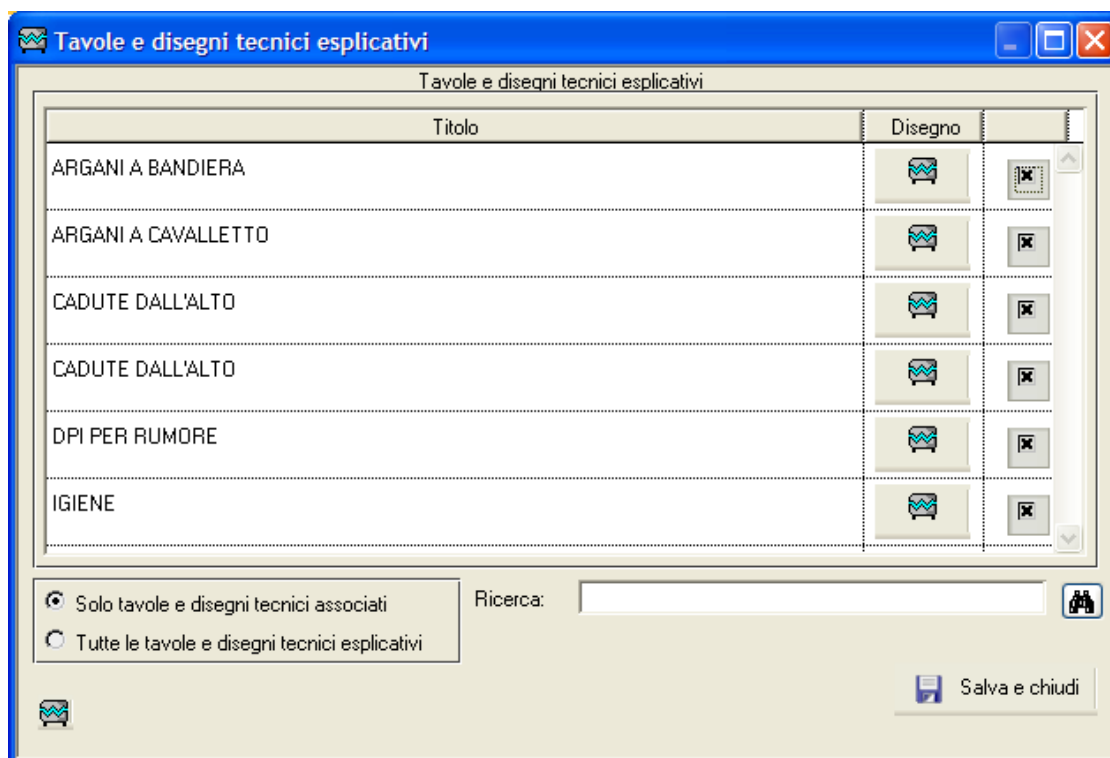 Tavole e disegni tecnici esplicativi
Tavole e disegni tecnici esplicativi
Titolo Disegno
ARGANI A BANDIERA
ARGANI A CAVALLETTO
CADUTE DALL'ALTO
CADUTE DALL'ALTO
DPI PER RUMORE
IGIENE
Solo tavole e disegni tecnici associati
Ricerca:
Tutte le tavole e disegni tecnici esplicativi
Salva e chiudi